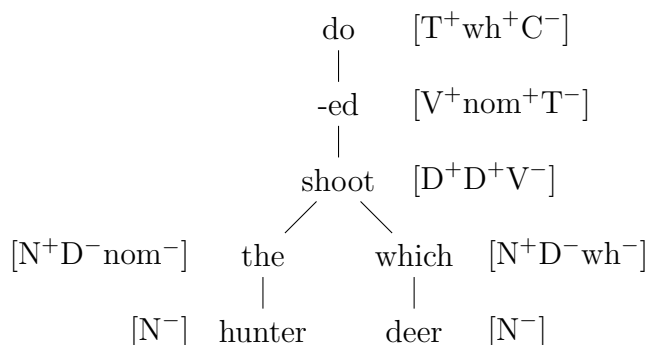 do [T⁺wh⁺C⁻]
-ed [V⁺nom⁺T⁻]
shoot [D⁺D⁺V⁻]
[N⁺D⁻nom⁻] the which [N⁺D⁻wh⁻]
[N⁻] hunter deer [N⁻]